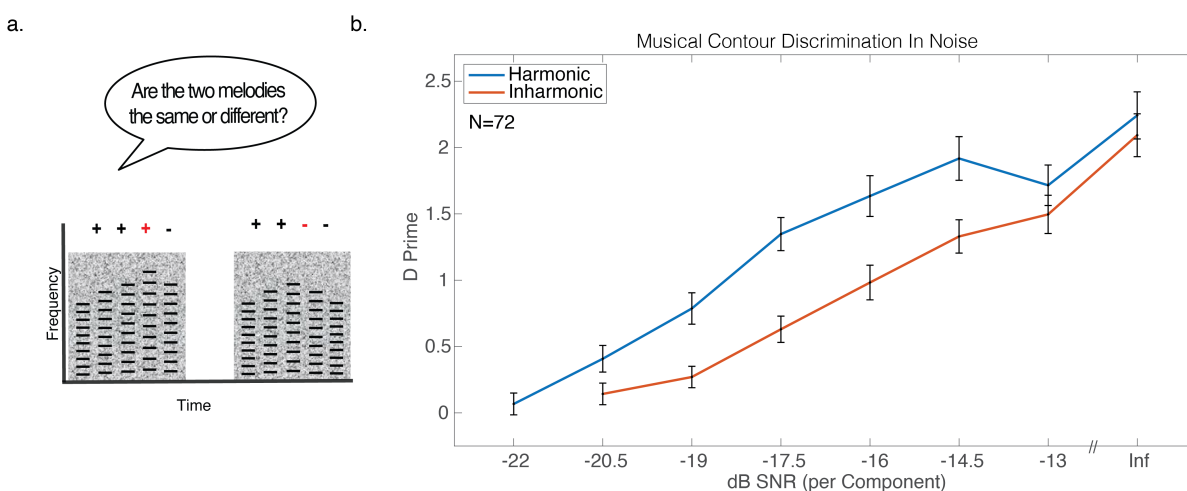 a.
Are the two melodies
the same or different?
+ + + -
+ + - -
Frequency
Time
b.
Musical Contour Discrimination In Noise
Harmonic
Inharmonic
N=72
D Prime
2.5
2
1.5
1
0.5
0
-22 -20.5 -19 -17.5 -16 -14.5 -13 // Inf
dB SNR (per Component)